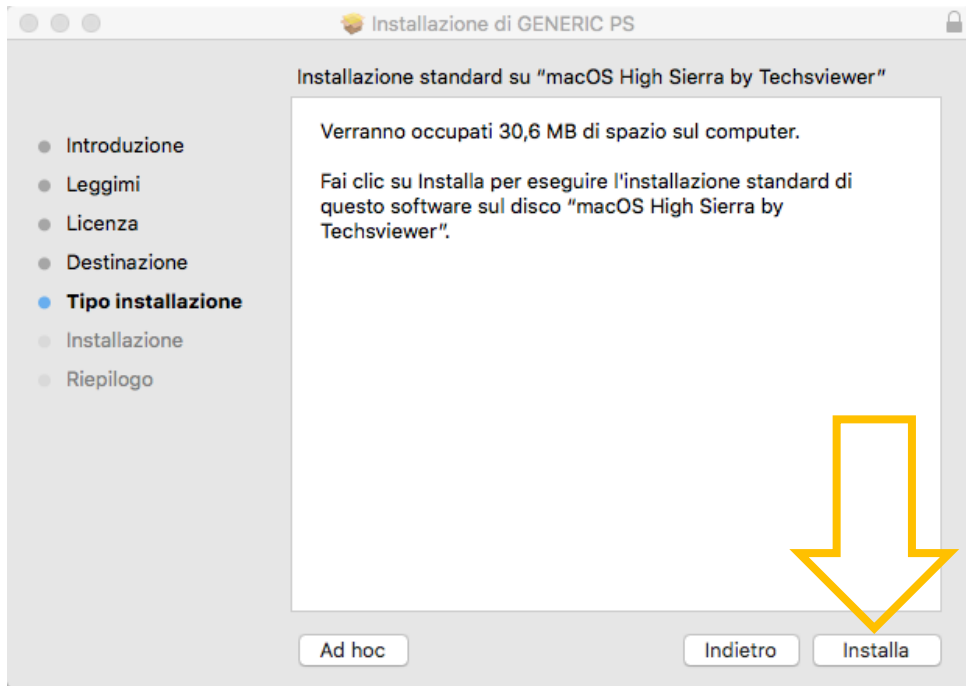 Installazione di GENERIC PS
Installazione standard su “macOS High Sierra by Techsviewer”
Introduzione
Leggimi
Licenza
Destinazione
Tipo installazione
Installazione
Riepilogo
Verranno occupati 30,6 MB di spazio sul computer.
Fai clic su Installa per eseguire l'installazione standard di
questo software sul disco “macOS High Sierra by
Techsviewer”.
Ad hoc
Indietro
Installa